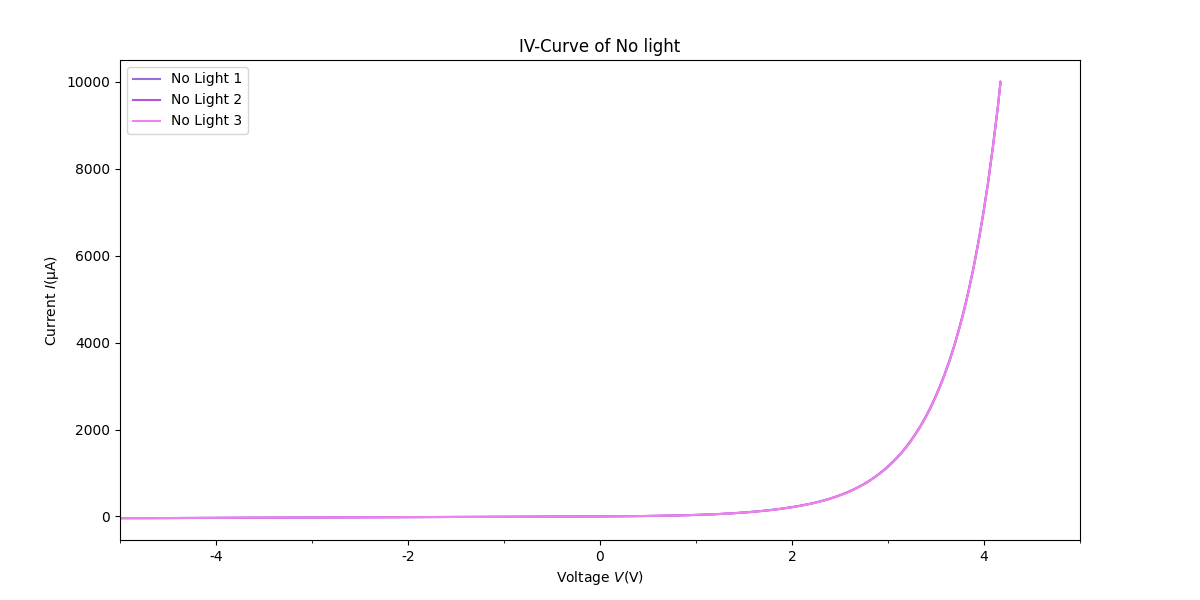 IV-Curve of No light
No Light 1
No Light 2
No Light 3
10000
8000
6000
4000
2000
0
Current I(µA)
-4
-2
0
2
4
Voltage V(V)